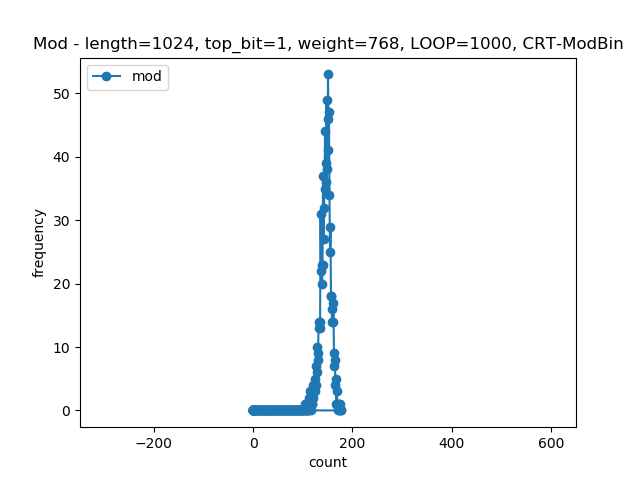 Mod - length=1024, top_bit=1, weight=768, LOOP=1000, CRT-ModBin
mod
50
40
30
20
10
0
frequency
−200
0
200
400
600
count